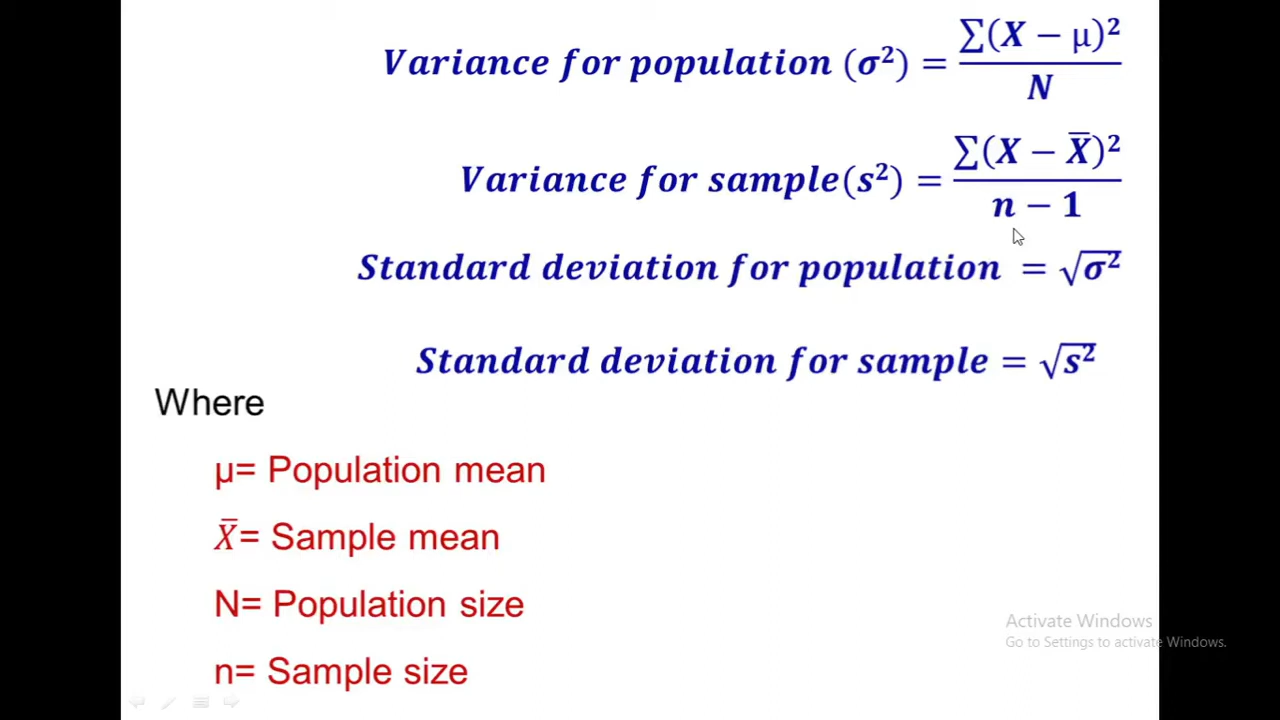 Variance for population (σ²) = ∑(X − μ)² / N
Variance for sample(s²) = ∑(X − X̄)² / n − 1
Standard deviation for population = √σ²
Standard deviation for sample = √s²
Where
μ= Population mean
X̄= Sample mean
N= Population size
n= Sample size
Activate Windows
Go to Settings to activate Windows.